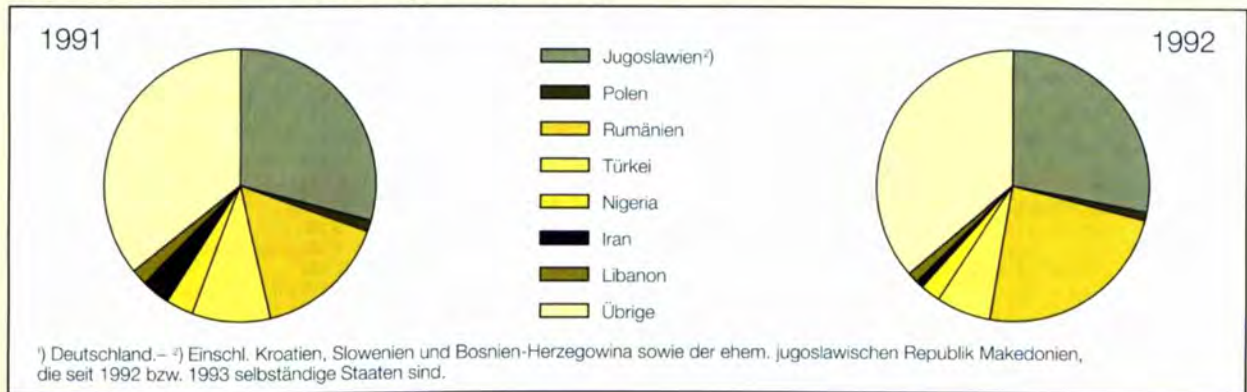 1991
1992
Jugoslawien²)
Polen
Rumänien
Türkei
Nigeria
Iran
Libanon
Übrige
¹) Deutschland.– ²) Einschl. Kroatien, Slowenien und Bosnien-Herzegowina sowie der ehem. jugoslawischen Republik Makedonien,
die seit 1992 bzw. 1993 selbständige Staaten sind.